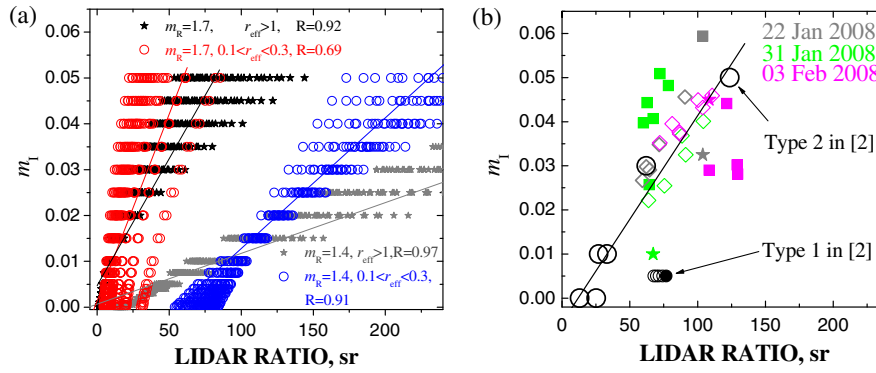 (a)
★ m_R=1.7, r_eff>1, R=0.92
○ m_R=1.7, 0.1<r_eff<0.3, R=0.69
0.06
0.05
0.04
0.03
0.02
0.01
0.00
m_I
★ m_R=1.4, r_eff>1,R=0.97
○ m_R=1.4, 0.1<r_eff<0.3,
R=0.91
0 50 100 150 200
LIDAR RATIO, sr
(b)
22 Jan 2008
31 Jan 2008
03 Feb 2008
0.06
0.05
0.04
0.03
0.02
0.01
0.00
m_I
Type 2 in [2]
Type 1 in [2]
0 50 100 150 200
LIDAR RATIO, sr